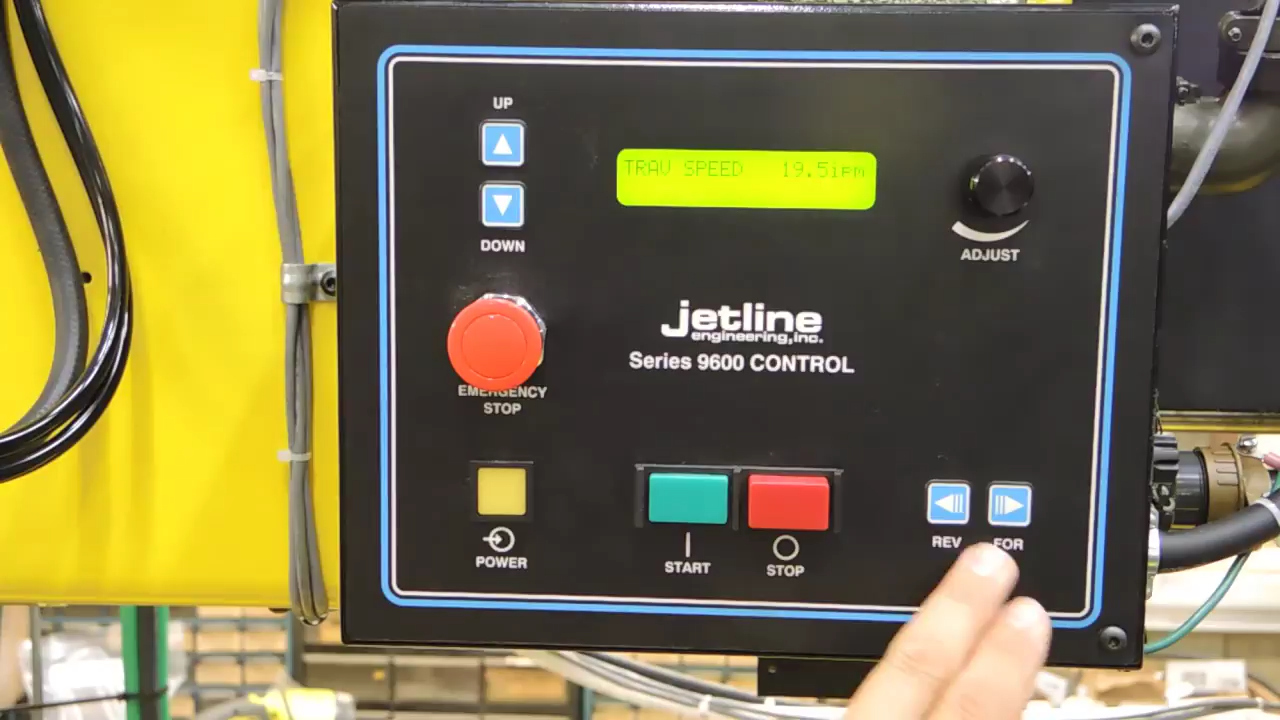 UP
DOWN
TRAV SPEED 19.5ipm
ADJUST
jetline
engineering, inc.
Series 9600 CONTROL
EMERGENCY
STOP
POWER
START
STOP
REV
FOR